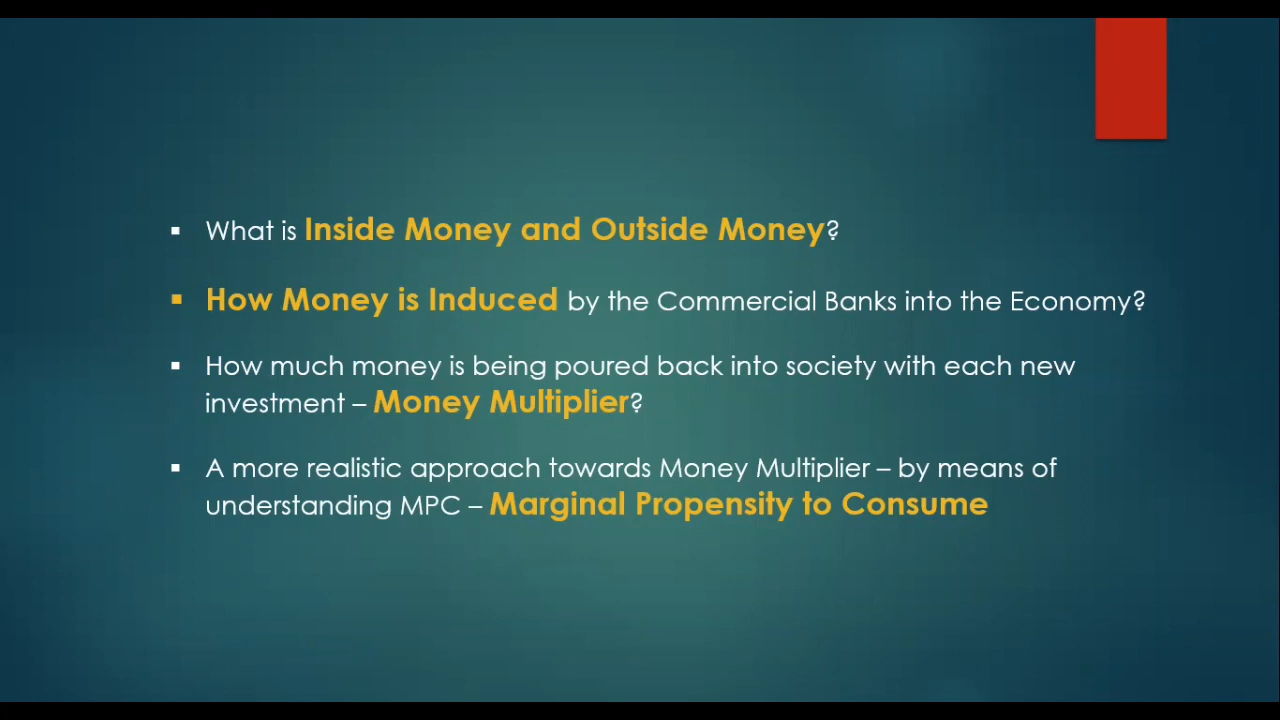 ▪ What is Inside Money and Outside Money?
▪ How Money is Induced by the Commercial Banks into the Economy?
▪ How much money is being poured back into society with each new
investment – Money Multiplier?
▪ A more realistic approach towards Money Multiplier – by means of
understanding MPC – Marginal Propensity to Consume